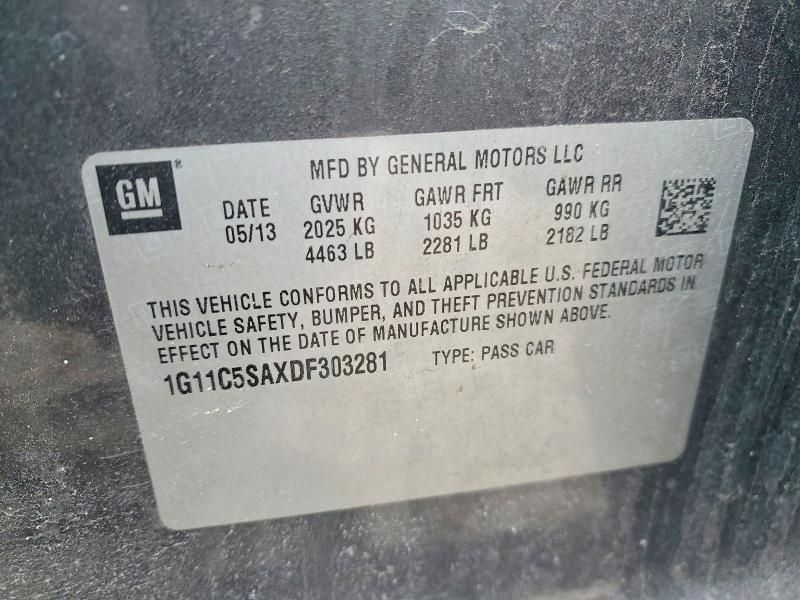 GM®
MFD BY GENERAL MOTORS LLC
DATE GVWR GAWR FRT GAWR RR
05/13 2025 KG 1035 KG 990 KG
4463 LB 2281 LB 2182 LB
THIS VEHICLE CONFORMS TO ALL APPLICABLE U.S. FEDERAL MOTOR
VEHICLE SAFETY, BUMPER, AND THEFT PREVENTION STANDARDS IN
EFFECT ON THE DATE OF MANUFACTURE SHOWN ABOVE.
1G11C5SAXDF303281 TYPE: PASS CAR